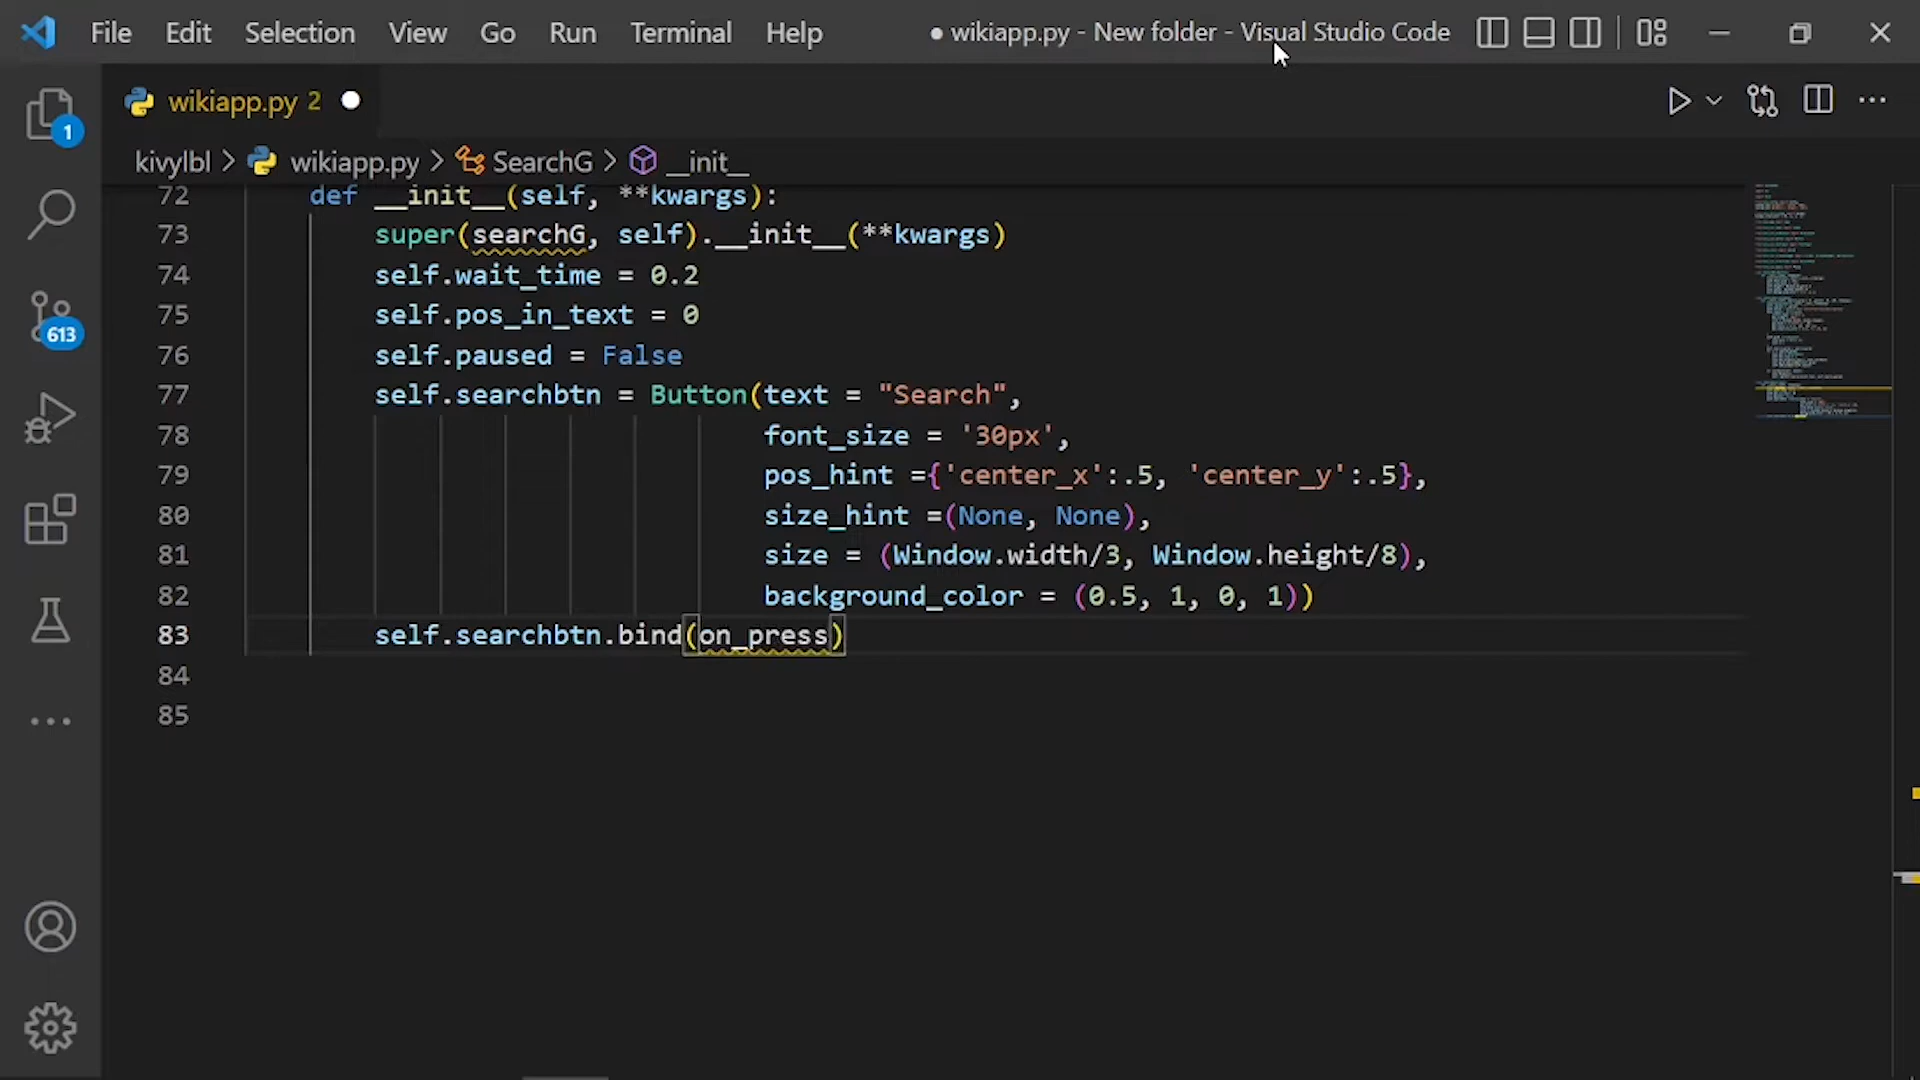 File Edit Selection View Go Run Terminal Help ● wikiapp.py - New folder - Visual Studio Code
wikiapp.py 2
1
kivylbl > wikiapp.py > SearchG > __init__
72 def __init__(self, **kwargs):
73 super(searchG, self).__init__(**kwargs)
74 self.wait_time = 0.2
75 self.pos_in_text = 0
613
76 self.paused = False
77 self.searchbtn = Button(text = "Search",
78 font_size = '30px',
79 pos_hint ={'center_x':.5, 'center_y':.5},
80 size_hint =(None, None),
81 size = (Window.width/3, Window.height/8),
82 background_color = (0.5, 1, 0, 1))
83 self.searchbtn.bind(on_press)
84
85